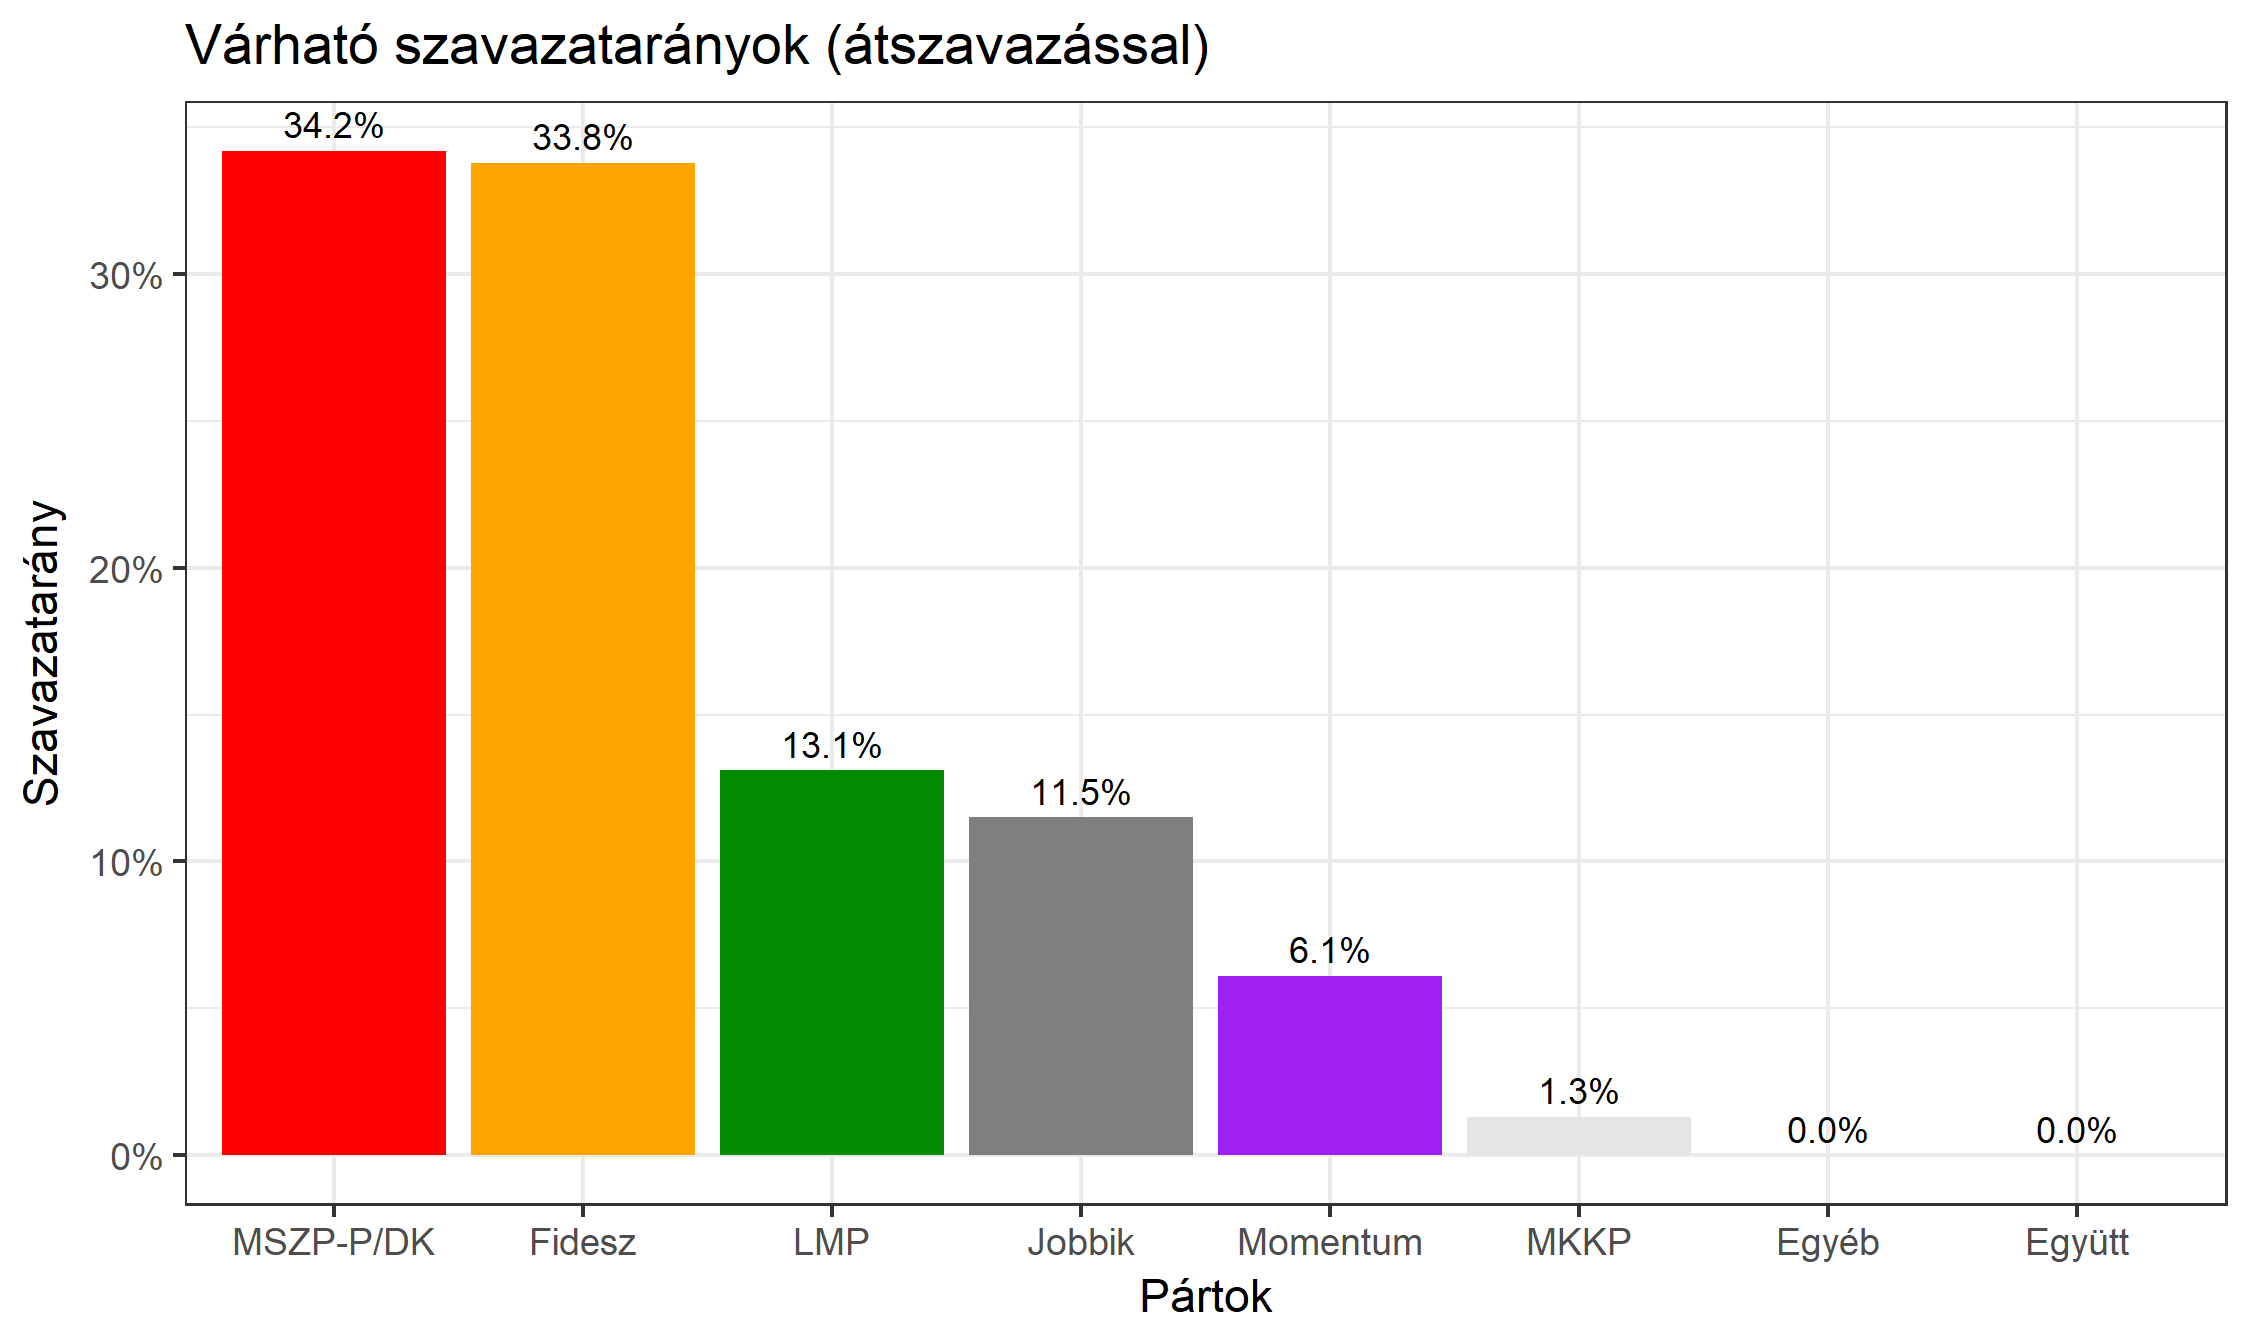 Várható szavazatarányok (átszavazással)
34.2%
33.8%
13.1%
11.5%
6.1%
1.3%
0.0%
0.0%
30%
20%
10%
0%
Szavazatarány
MSZP-P/DK
Fidesz
LMP
Jobbik
Momentum
MKKP
Egyéb
Együtt
Pártok